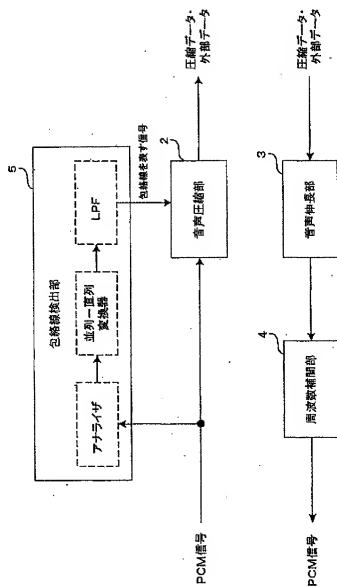 5
包絡線検出部
アナライザ
並列－直列
変換器
LPF
包絡線を表す信号
PCM信号
2
音声圧縮部
圧縮データ・
外部データ
PCM信号
4
周波数補間部
3
音声伸長部
圧縮データ・
外部データ